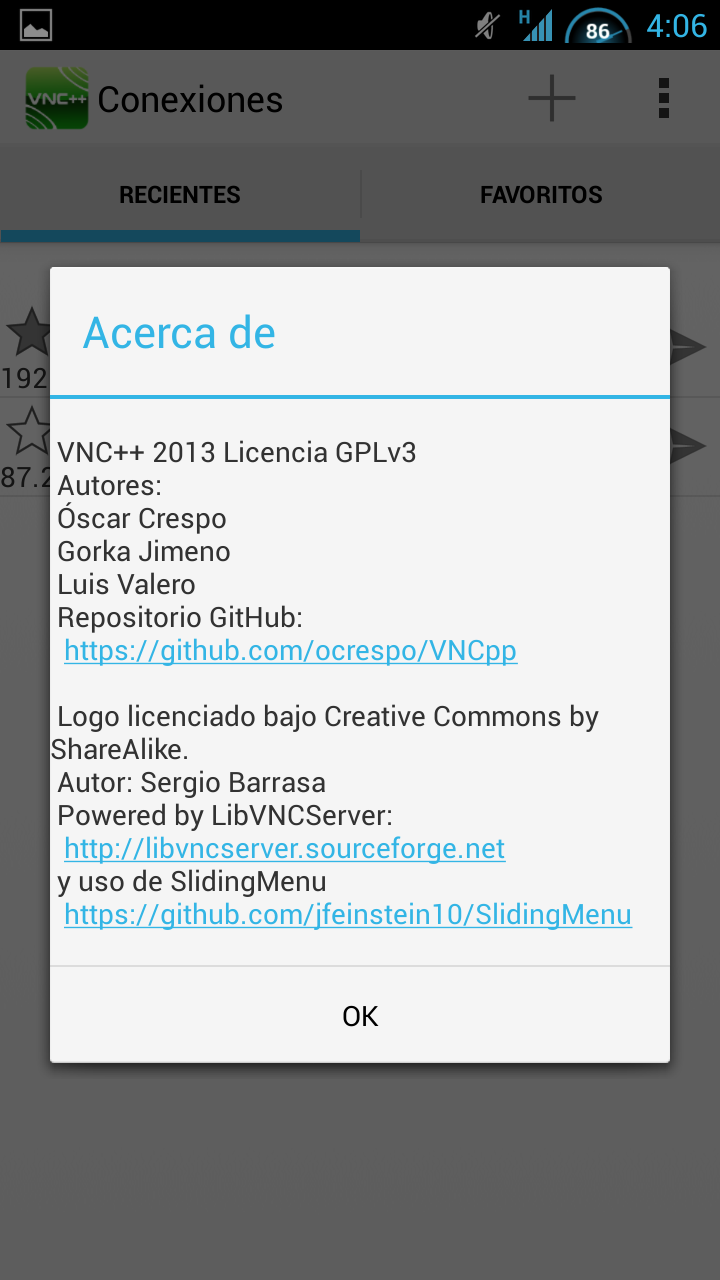 H
86
4:06
VNC++
Conexiones
RECIENTES
FAVORITOS
192
87.2
Acerca de
VNC++ 2013 Licencia GPLv3
Autores:
Óscar Crespo
Gorka Jimeno
Luis Valero
Repositorio GitHub:
https://github.com/ocrespo/VNCpp
Logo licenciado bajo Creative Commons by
ShareAlike.
Autor: Sergio Barrasa
Powered by LibVNCServer:
http://libvncserver.sourceforge.net
y uso de SlidingMenu
https://github.com/jfeinstein10/SlidingMenu
OK